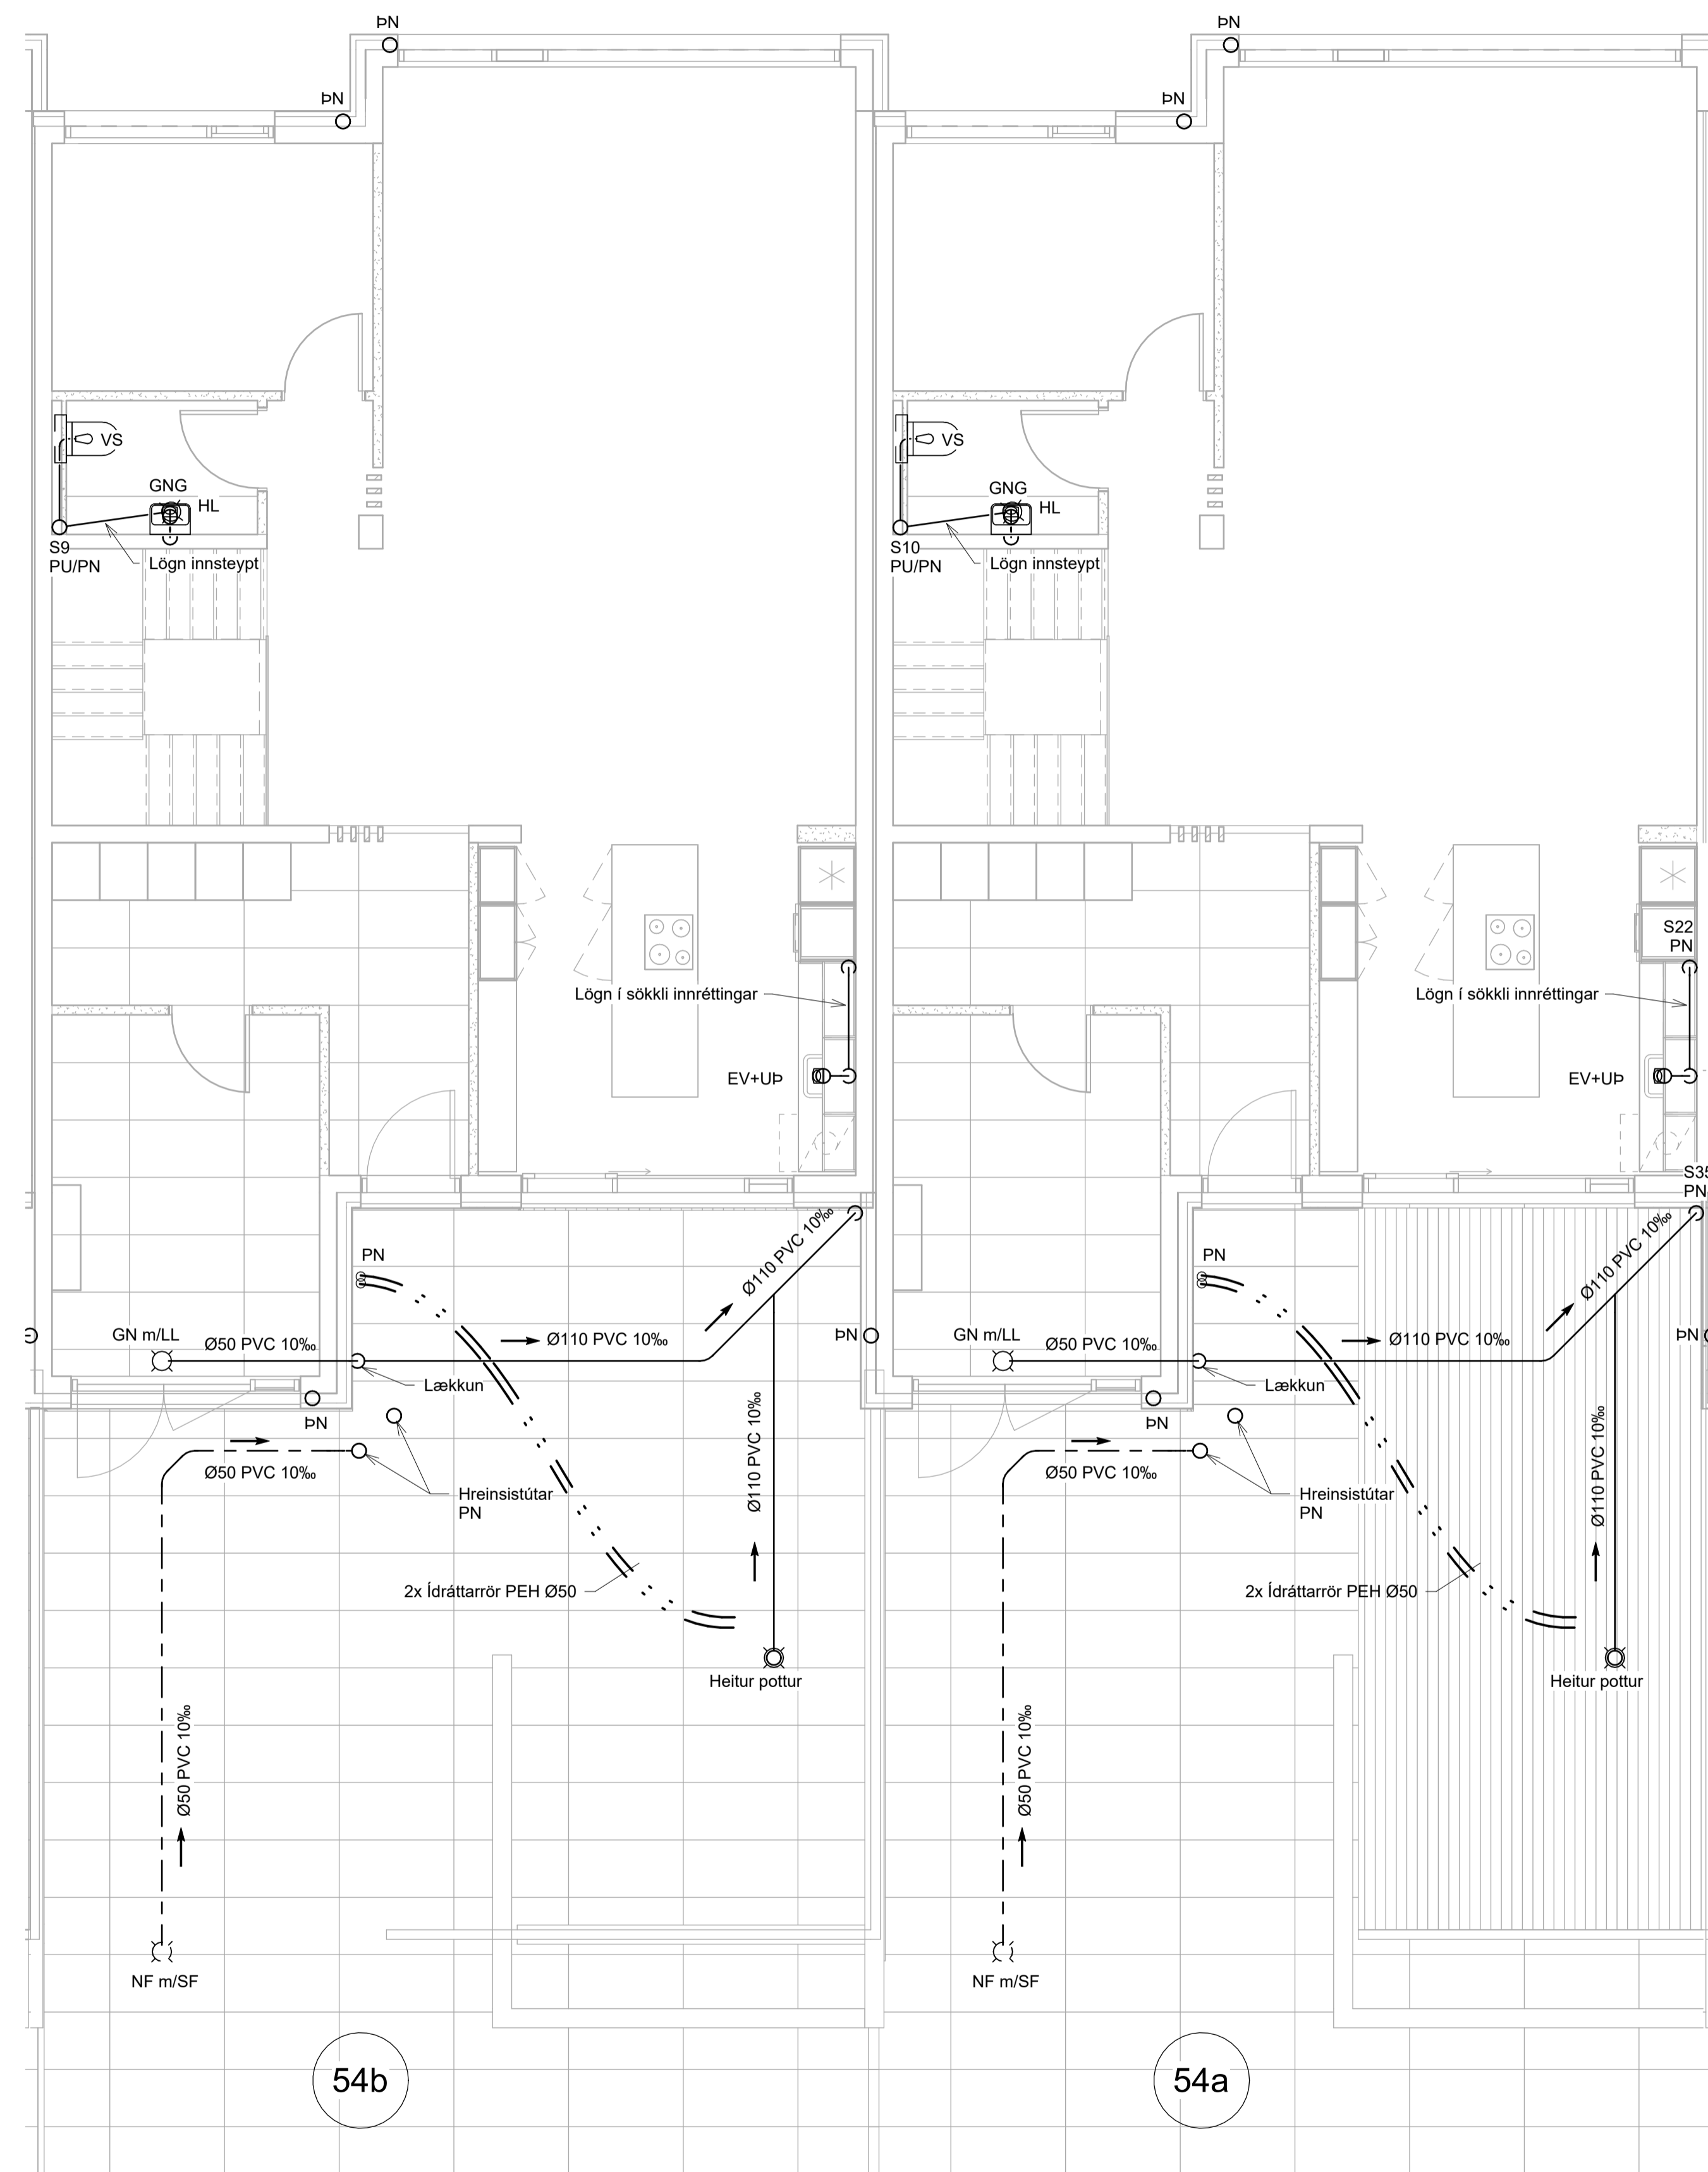 ÞN
ÞN
ÞN
ÞN
VS
GNG
HL
S9
PU/PN
Lögn innsteypt
VS
GNG
HL
S10
PU/PN
Lögn innsteypt
S22
PN
Lögn í sökkli innréttingar
Lögn í sökkli innréttingar
EV+UÞ
EV+UÞ
S35
PN
PN
Ø110 PVC 10‰
GN m/LL
Ø50 PVC 10‰
Ø110 PVC 10‰
ÞN
Lækkun
ÞN
Ø50 PVC 10‰
Hreinsistútar
PN
Ø110 PVC 10‰
2x Ídráttarrör PEH Ø50
Heitur pottur
Ø50 PVC 10‰
NF m/SF
PN
Ø110 PVC 10‰
GN m/LL
Ø50 PVC 10‰
Ø110 PVC 10‰
ÞN
Lækkun
ÞN
Ø50 PVC 10‰
Hreinsistútar
PN
Ø110 PVC 10‰
2x Ídráttarrör PEH Ø50
Heitur pottur
Ø50 PVC 10‰
NF m/SF
54b
54a